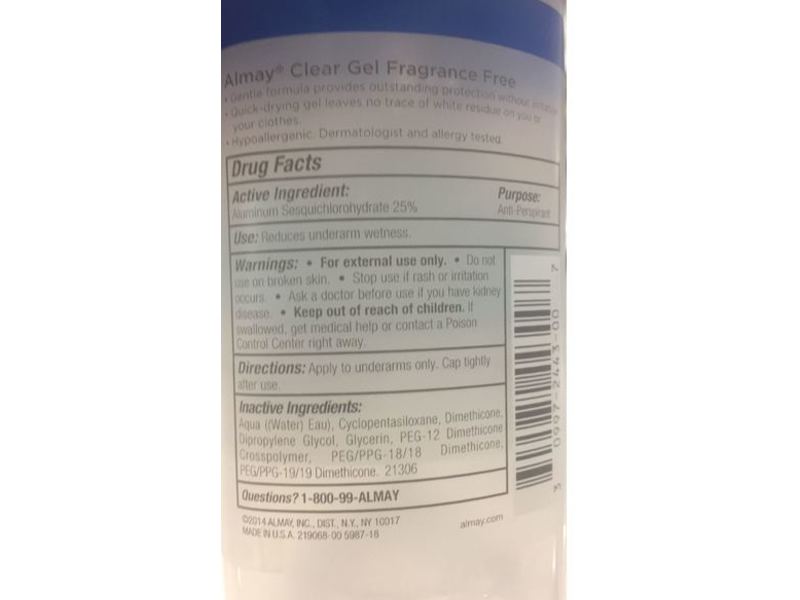 Almay® Clear Gel Fragrance Free
• Gentle formula provides outstanding protection without irritation
• Quick-drying gel leaves no trace of white residue on you or
your clothes.
• Hypoallergenic. Dermatologist and allergy tested.
Drug Facts
Active Ingredient: Purpose:
Aluminum Sesquichlorohydrate 25% Anti-Perspirant
Use: Reduces underarm wetness.
Warnings: • For external use only. • Do not
use on broken skin. • Stop use if rash or irritation
occurs. • Ask a doctor before use if you have kidney
disease. • Keep out of reach of children. If
swallowed, get medical help or contact a Poison
Control Center right away.
Directions: Apply to underarms only. Cap tightly
after use.
Inactive Ingredients:
Aqua ((Water) Eau), Cyclopentasiloxane, Dimethicone,
Dipropylene Glycol, Glycerin, PEG-12 Dimethicone
Crosspolymer, PEG/PPG-18/18 Dimethicone,
PEG/PPG-19/19 Dimethicone. 21306
Questions? 1-800-99-ALMAY
©2014 ALMAY, INC., DIST., N.Y., NY 10017
MADE IN U.S.A. 219068-00 5987-18
almay.com
3 0997-2443-00 7